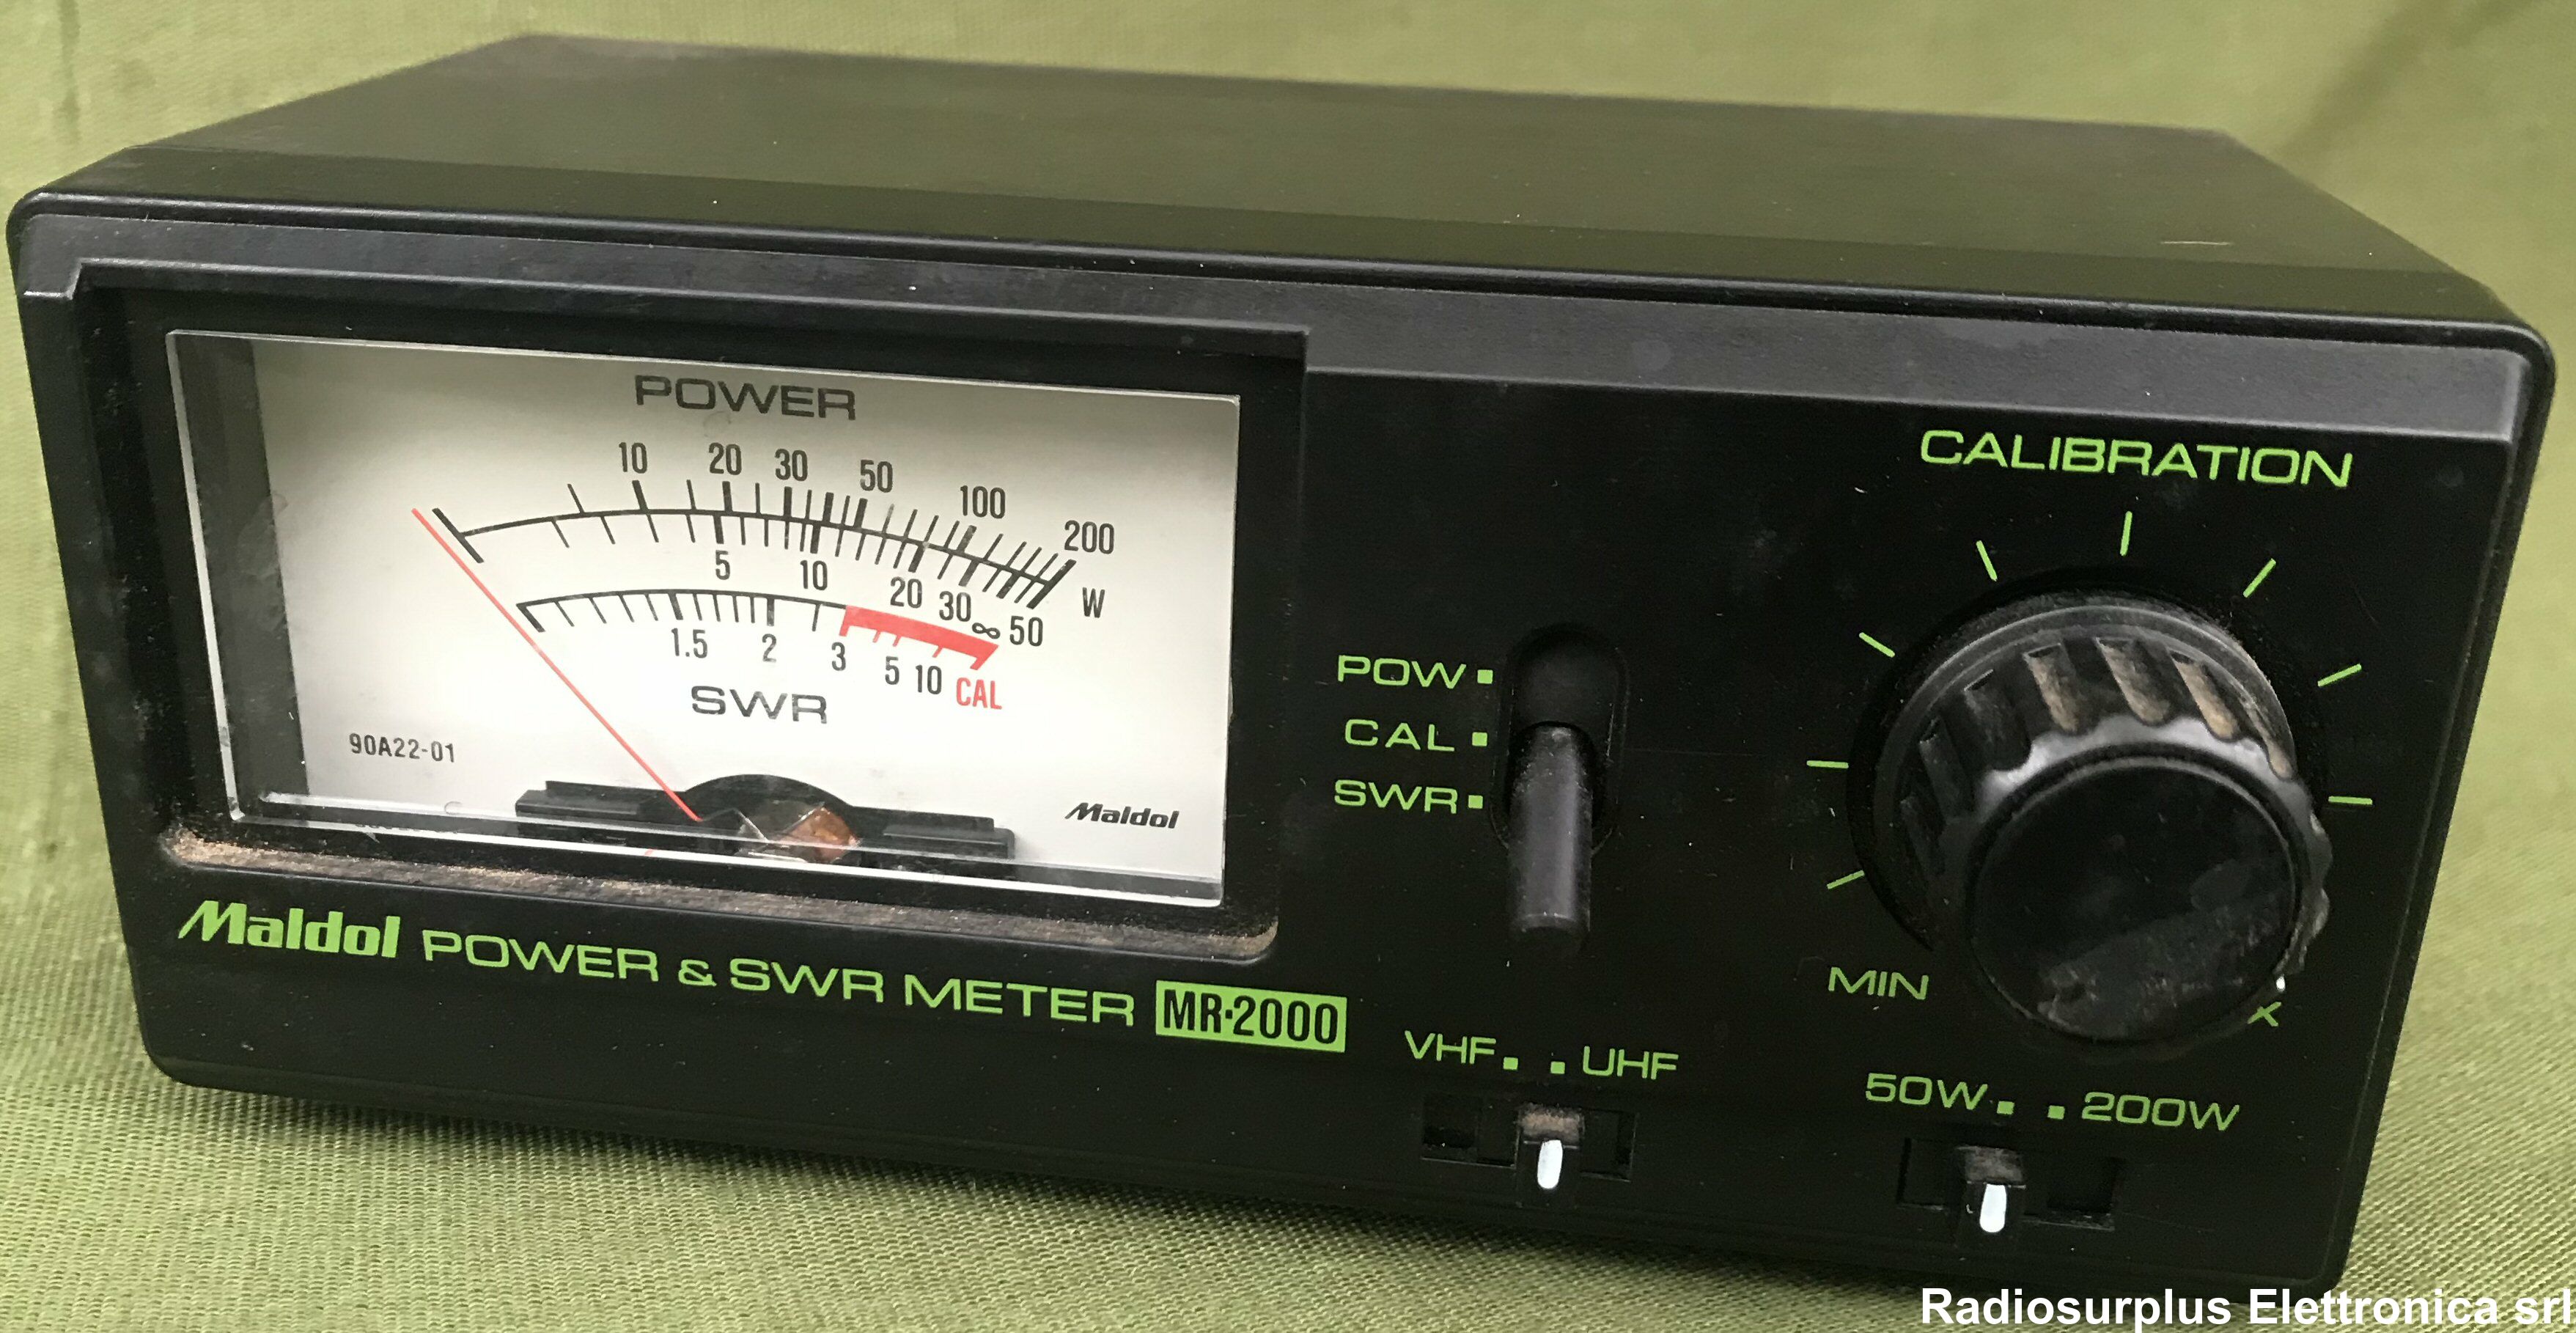 POWER
10 20 30 50 100 200
5 10 20 30 50 W
∞
1.5 2 3 5 10 CAL
SWR
90A22-01
Maldol
Maldol POWER & SWR METER MR-2000
POW
CAL
SWR
CALIBRATION
MIN
VHF UHF
50W 200W
Radiosurplus Elettronica srl